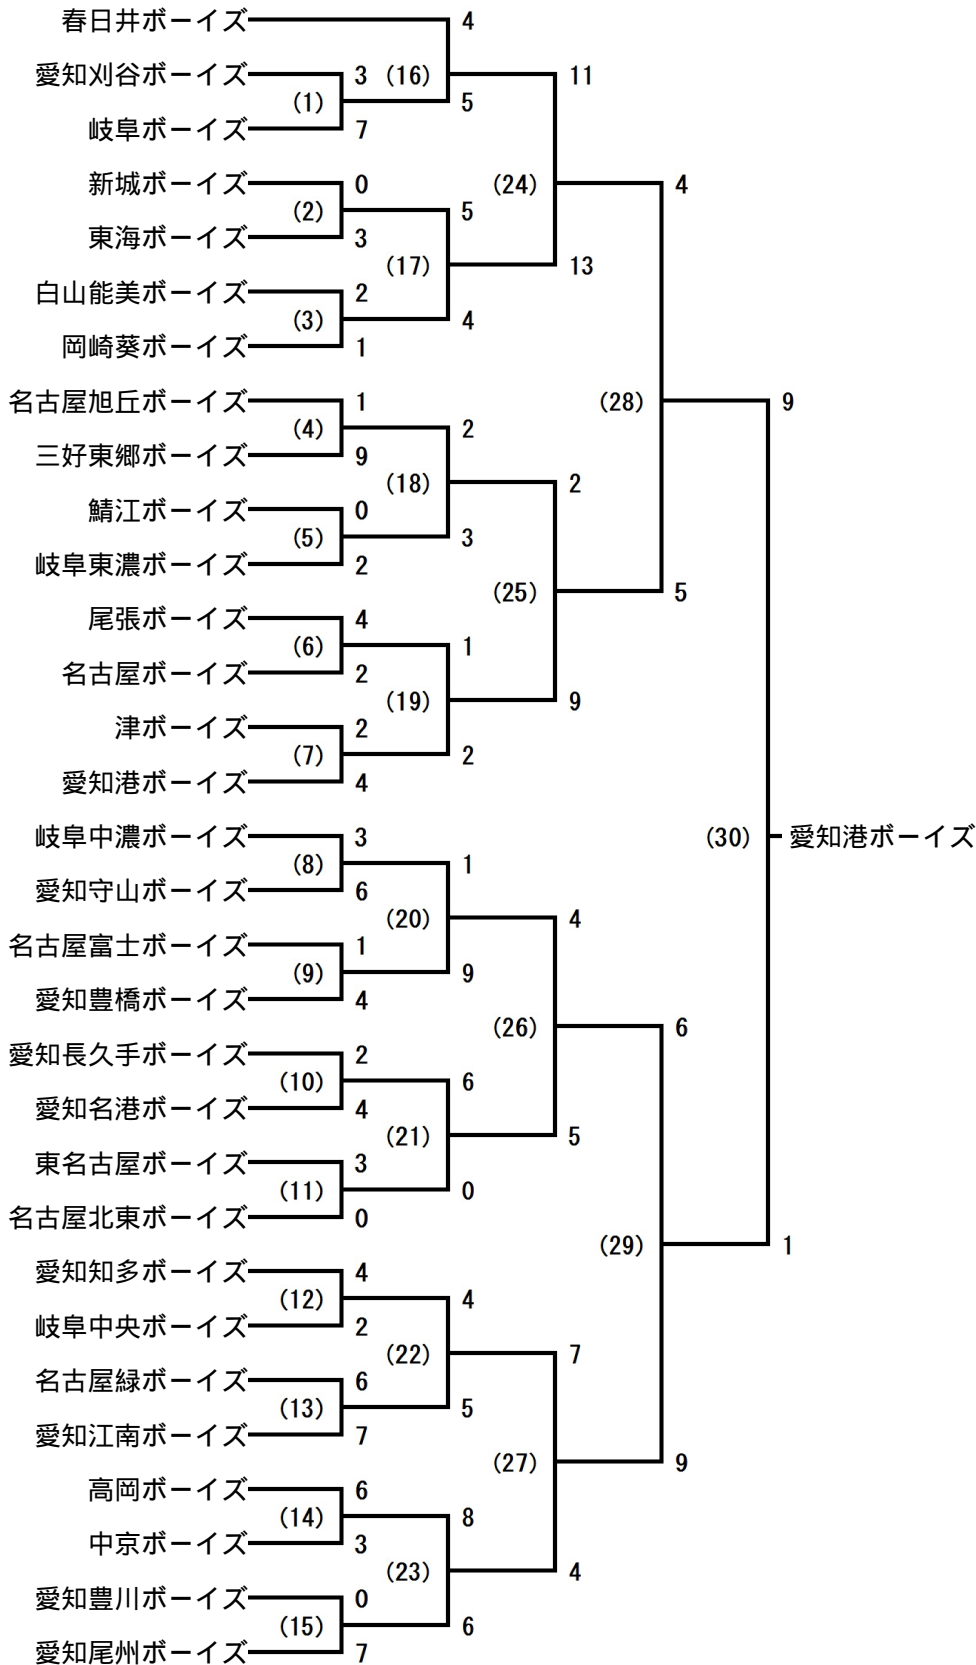 春日井ボーイズ 4
愛知刈谷ボーイズ 3 (16) 11
(1) 5
岐阜ボーイズ 7
新城ボーイズ 0 (24) 4
(2) 5
東海ボーイズ 3
(17) 13
白山能美ボーイズ 2
(3) 4
岡崎葵ボーイズ 1
名古屋旭丘ボーイズ 1 (28) 9
(4) 2
三好東郷ボーイズ 9
(18) 2
鯖江ボーイズ 0
(5) 3
岐阜東濃ボーイズ 2
(25) 5
尾張ボーイズ 4
(6) 1
名古屋ボーイズ 2
(19) 9
津ボーイズ 2
(7) 2
愛知港ボーイズ 4
岐阜中濃ボーイズ 3 (30) 愛知港ボーイズ
(8) 1
愛知守山ボーイズ 6
(20) 4
名古屋富士ボーイズ 1
(9) 9
愛知豊橋ボーイズ 4
(26) 6
愛知長久手ボーイズ 2
(10) 6
愛知名港ボーイズ 4
(21) 5
東名古屋ボーイズ 3
(11) 0
名古屋北東ボーイズ 0
(29) 1
愛知知多ボーイズ 4
(12) 4
岐阜中央ボーイズ 2
(22) 7
名古屋緑ボーイズ 6
(13) 5
愛知江南ボーイズ 7
(27) 9
高岡ボーイズ 6
(14) 8
中京ボーイズ 3
(23) 4
愛知豊川ボーイズ 0
(15) 6
愛知尾州ボーイズ 7